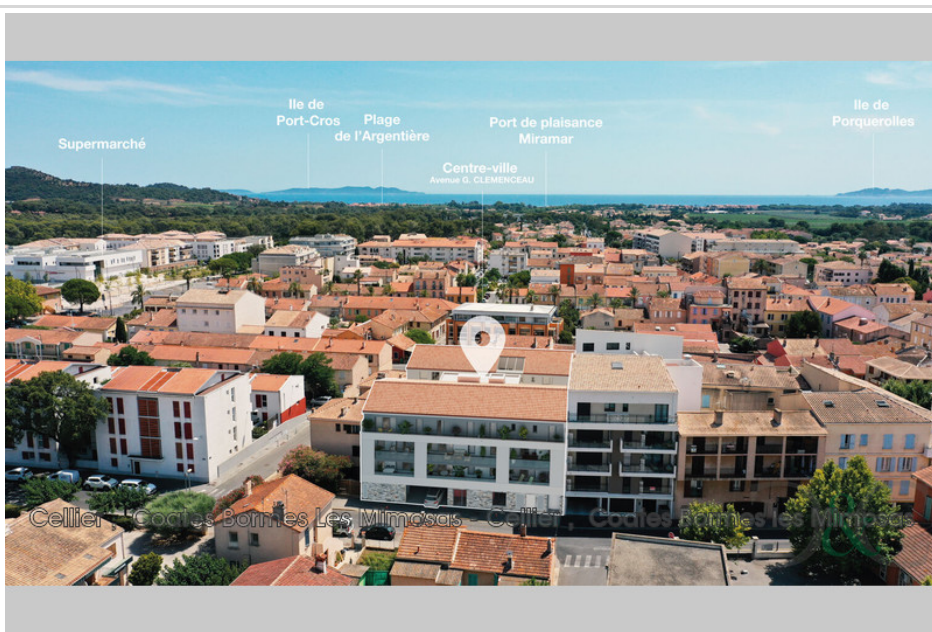 Ile de
Port-Cros
Plage
de l'Argentière
Ile de
Porquerolles
Port de plaisance
Miramar
Supermarché
Centre-ville
Avenue G. CLEMENCEAU
Cellier , Coates Bormes Les Mimosas - Cellier , Coates Bormes les Mimosas